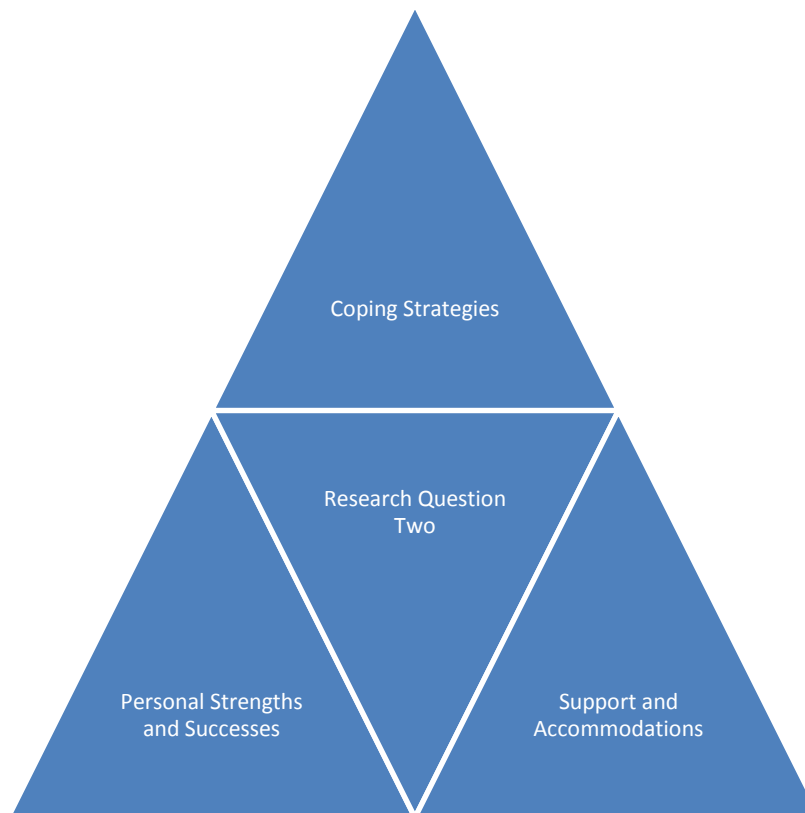 Coping Strategies
Research Question
Two
Personal Strengths
and Successes
Support and
Accommodations